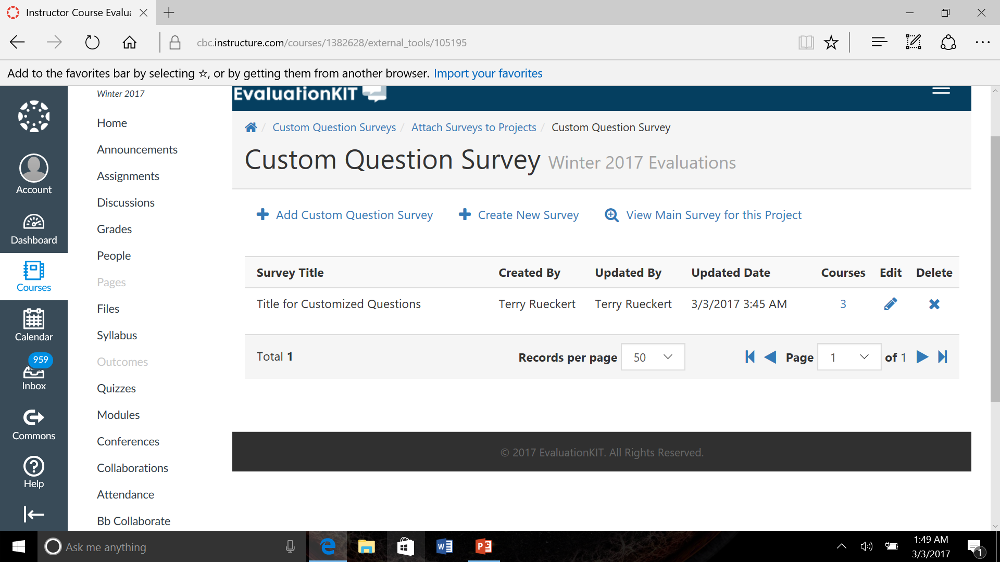 Instructor Course Evalu
cbc.instructure.com/courses/1382628/external_tools/105195
Add to the favorites bar by selecting ☆, or by getting them from another browser. Import your favorites
Account
Dashboard
Courses
Calendar
959
Inbox
Commons
Help
Winter 2017
Home
Announcements
Assignments
Discussions
Grades
People
Pages
Files
Syllabus
Outcomes
Quizzes
Modules
Conferences
Collaborations
Attendance
Bb Collaborate
EvaluationKIT
/ Custom Question Surveys / Attach Surveys to Projects / Custom Question Survey
Custom Question Survey Winter 2017 Evaluations
Add Custom Question Survey Create New Survey View Main Survey for this Project
Survey Title Created By Updated By Updated Date Courses Edit Delete
Title for Customized Questions Terry Rueckert Terry Rueckert 3/3/2017 3:45 AM 3
Total 1 Records per page 50 Page 1 of 1
© 2017 EvaluationKIT. All Rights Reserved.
Ask me anything
1:49 AM
3/3/2017
1